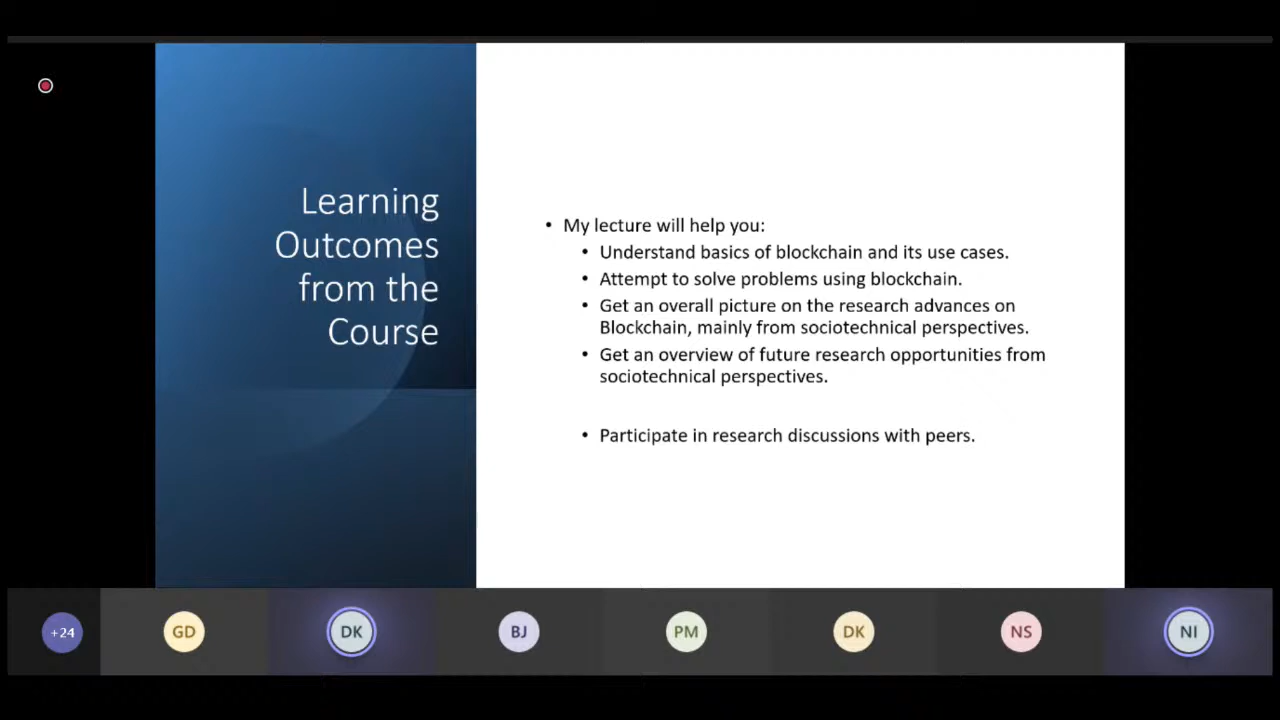 Learning
Outcomes
from the
Course
• My lecture will help you:
• Understand basics of blockchain and its use cases.
• Attempt to solve problems using blockchain.
• Get an overall picture on the research advances on
Blockchain, mainly from sociotechnical perspectives.
• Get an overview of future research opportunities from
sociotechnical perspectives.
• Participate in research discussions with peers.
+24
GD
DK
BJ
PM
DK
NS
NI